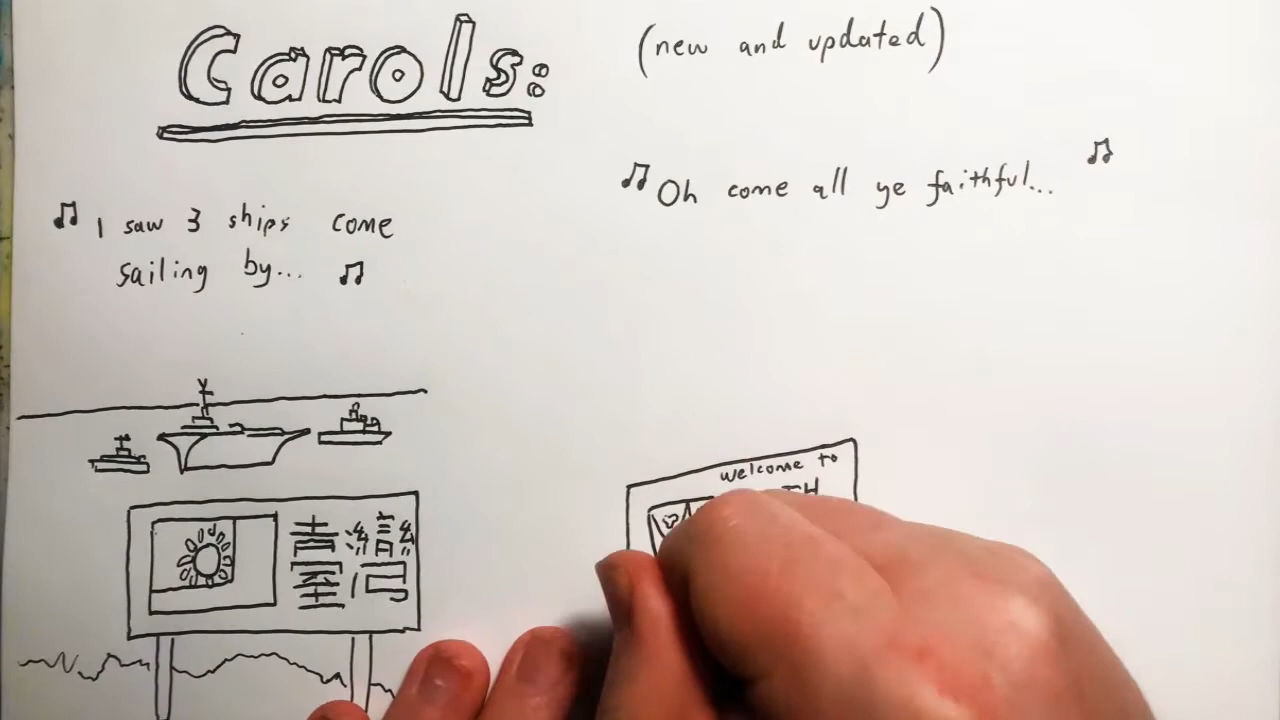 Carols:
(new and updated)
♫ I saw 3 ships come
sailing by... ♫
♫ Oh come all ye faithful... ♫
welcome to